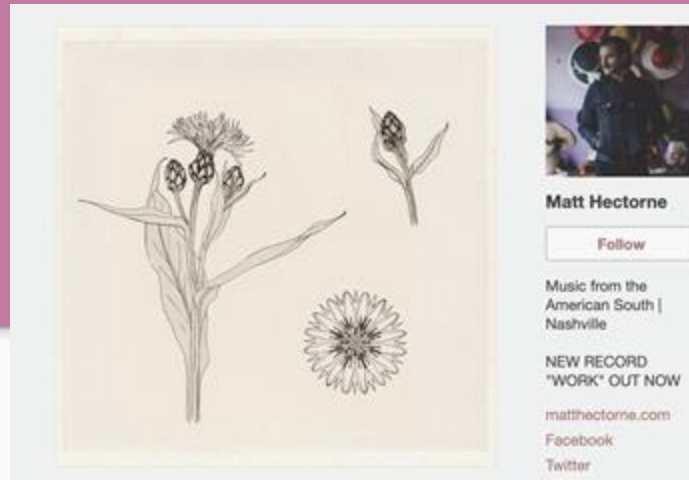 Matt Hectorne
Follow
Music from the
American South |
Nashville
NEW RECORD
"WORK" OUT NOW
matthectorne.com
Facebook
Twitter